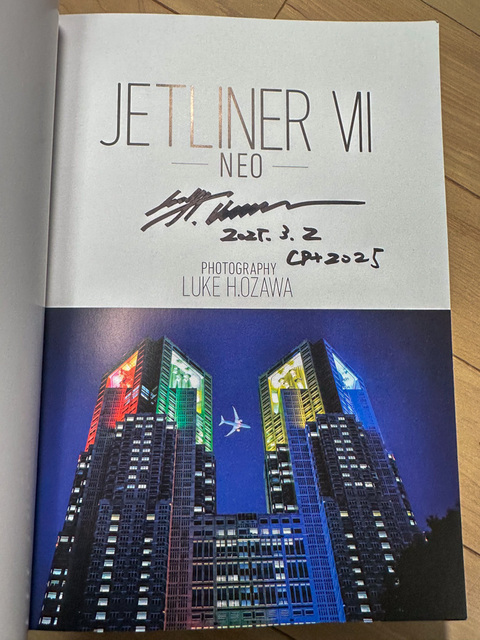 JETLINER VII
NEO
2025. 3. 2
CP+2025
PHOTOGRAPHY
LUKE H.OZAWA